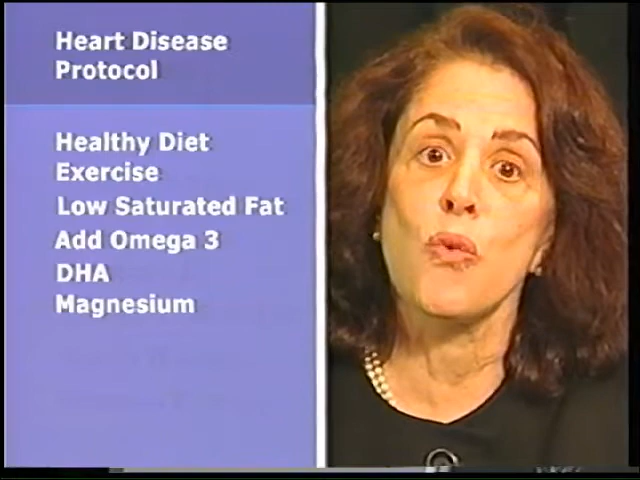 Heart Disease
Protocol
Healthy Diet
Exercise
Low Saturated Fat
Add Omega 3
DHA
Magnesium